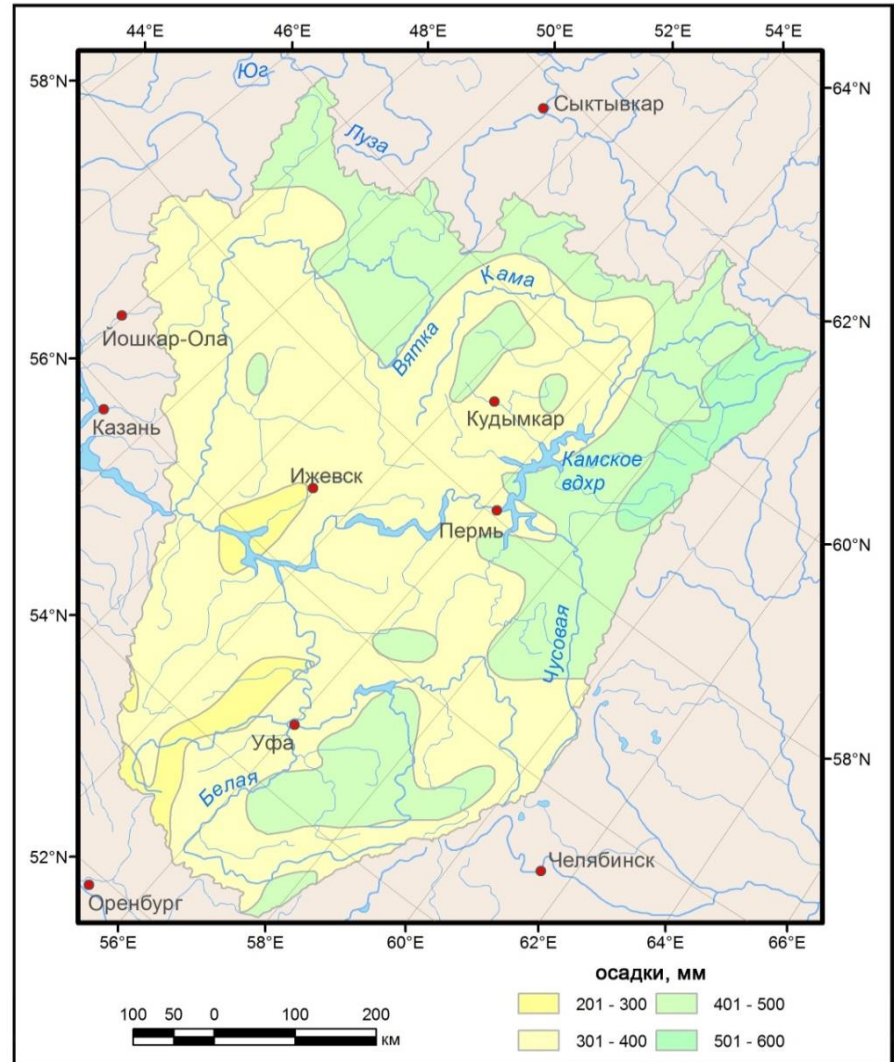 44°E 46°E 48°E 50°E 52°E 54°E
58°N
64°N
Юг
Сыктывкар
Луза
Кама
Вятка
62°N
Йошкар-Ола
56°N
Кудымкар
Казань
Камское
вдхр
Ижевск
Пермь
60°N
54°N
Чусовая
Уфа
Белая
58°N
52°N
Челябинск
Оренбург
56°E 58°E 60°E 62°E 64°E 66°E
осадки, мм
201 - 300 401 - 500
301 - 400 501 - 600
100 50 0 100 200
км